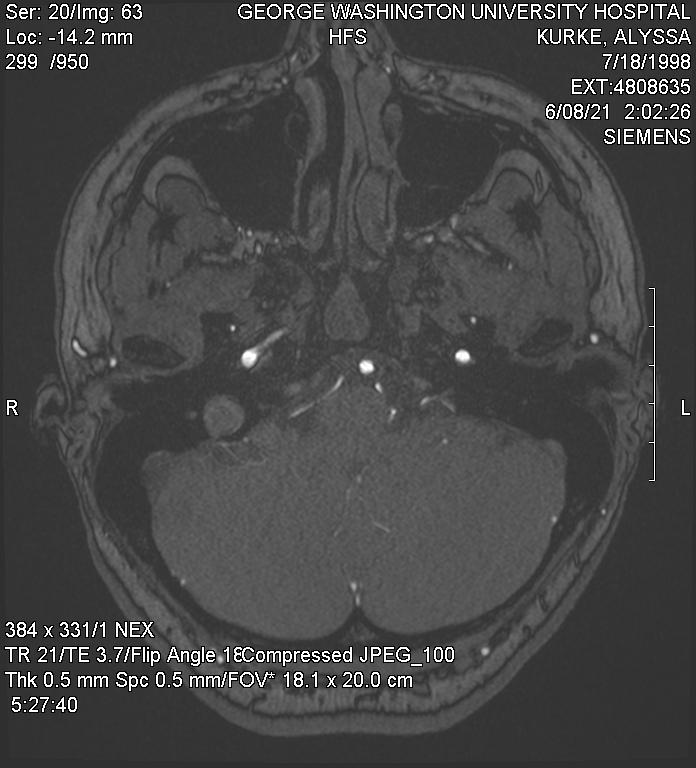 Ser: 20/Img: 63
Loc: -14.2 mm
299 /950
GEORGE WASHINGTON UNIVERSITY HOSPITAL
HFS
KURKE, ALYSSA
7/18/1998
EXT:4808635
6/08/21 2:02:26
SIEMENS
R
L
384 x 331/1 NEX
TR 21/TE 3.7/Flip Angle 18Compressed JPEG_100
Thk 0.5 mm Spc 0.5 mm/FOV* 18.1 x 20.0 cm
5:27:40